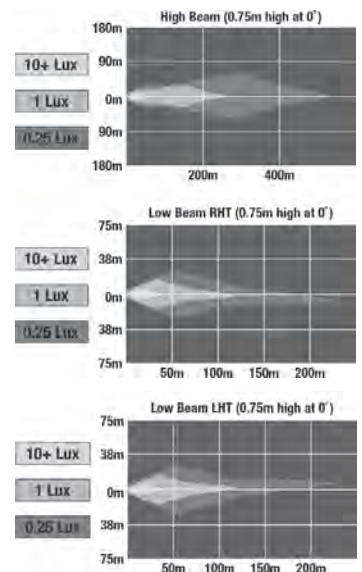 High Beam (0.75m high at 0°)
180m
90m
0m
90m
180m
10+ Lux
1 Lux
0.25 Lux
200m 400m
Low Beam RHT (0.75m high at 0°)
75m
38m
0m
38m
75m
10+ Lux
1 Lux
0.25 Lux
50m 100m 150m 200m
Low Beam LHT (0.75m high at 0°)
75m
38m
0m
38m
75m
10+ Lux
1 Lux
0.25 Lux
50m 100m 150m 200m